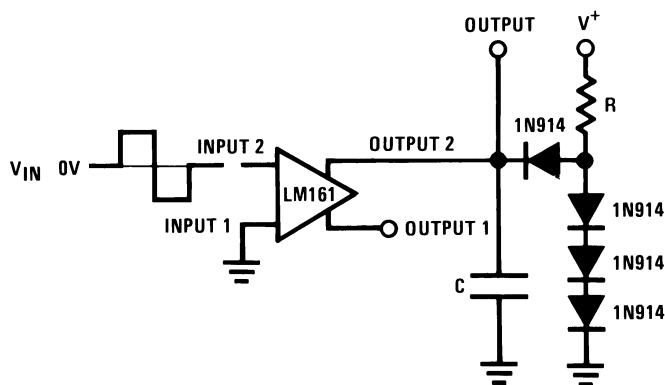 OUTPUT
V+
R
1N914
INPUT 2
OUTPUT 2
VIN 0V
LM161
1N914
INPUT 1
OUTPUT 1
1N914
C
1N914